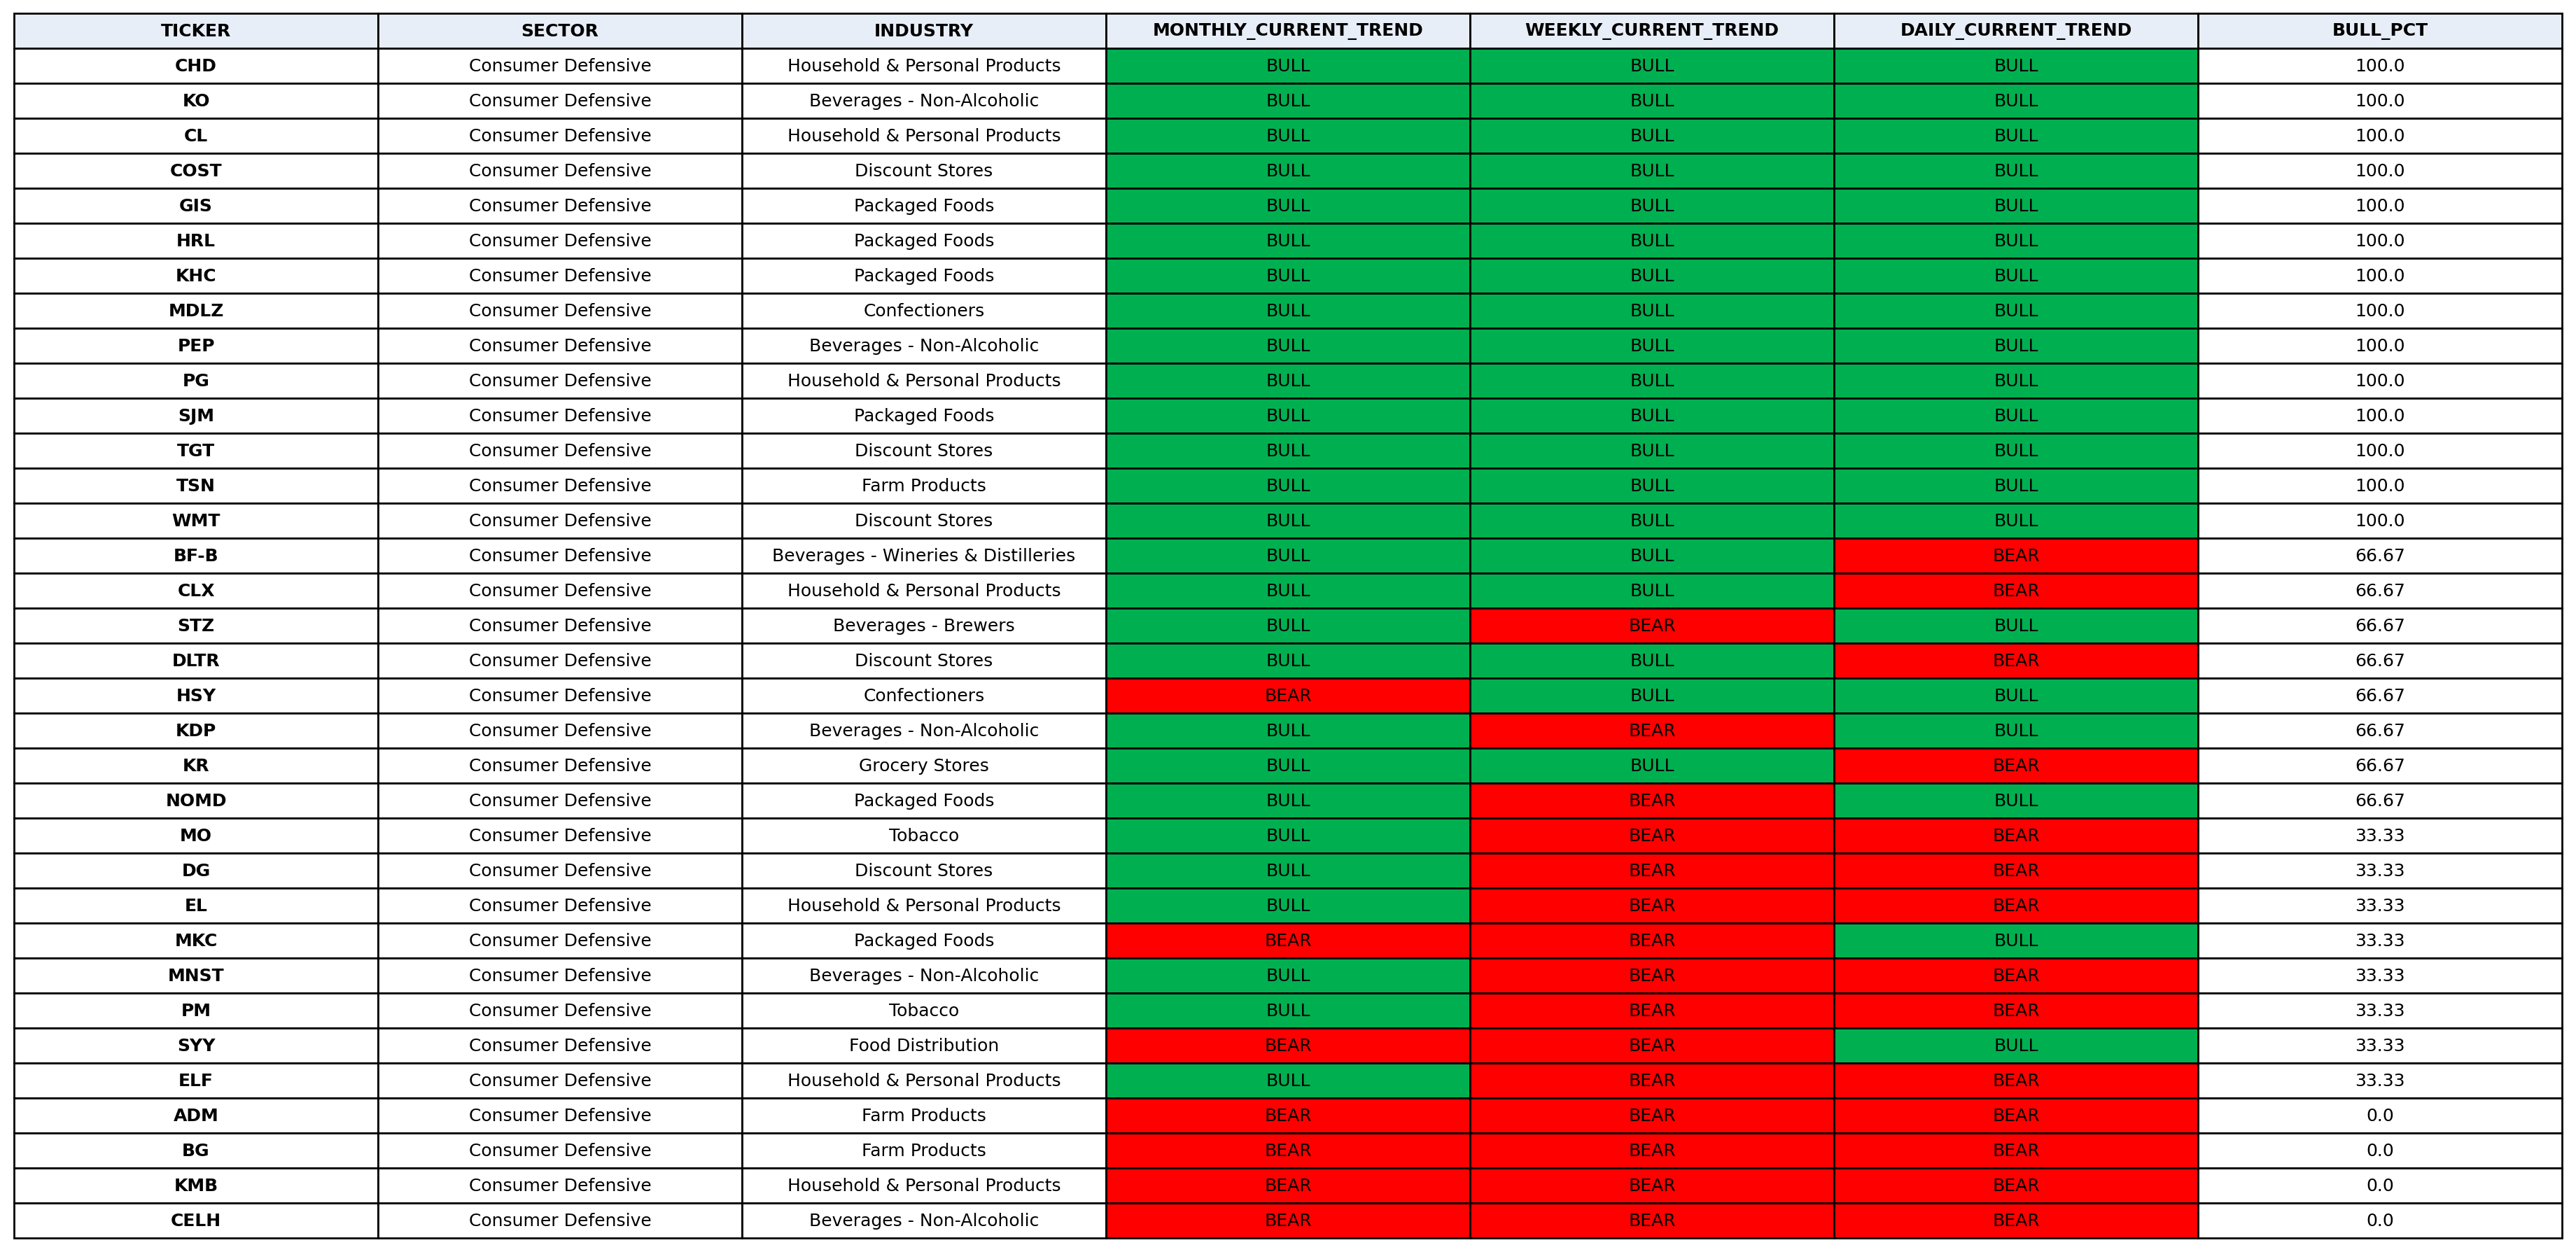 TICKER SECTOR INDUSTRY MONTHLY_CURRENT_TREND WEEKLY_CURRENT_TREND DAILY_CURRENT_TREND BULL_PCT
CHD Consumer Defensive Household & Personal Products BULL BULL BULL 100.0
KO Consumer Defensive Beverages - Non-Alcoholic BULL BULL BULL 100.0
CL Consumer Defensive Household & Personal Products BULL BULL BULL 100.0
COST Consumer Defensive Discount Stores BULL BULL BULL 100.0
GIS Consumer Defensive Packaged Foods BULL BULL BULL 100.0
HRL Consumer Defensive Packaged Foods BULL BULL BULL 100.0
KHC Consumer Defensive Packaged Foods BULL BULL BULL 100.0
MDLZ Consumer Defensive Confectioners BULL BULL BULL 100.0
PEP Consumer Defensive Beverages - Non-Alcoholic BULL BULL BULL 100.0
PG Consumer Defensive Household & Personal Products BULL BULL BULL 100.0
SJM Consumer Defensive Packaged Foods BULL BULL BULL 100.0
TGT Consumer Defensive Discount Stores BULL BULL BULL 100.0
TSN Consumer Defensive Farm Products BULL BULL BULL 100.0
WMT Consumer Defensive Discount Stores BULL BULL BULL 100.0
BF-B Consumer Defensive Beverages - Wineries & Distilleries BULL BULL BEAR 66.67
CLX Consumer Defensive Household & Personal Products BULL BULL BEAR 66.67
STZ Consumer Defensive Beverages - Brewers BULL BEAR BULL 66.67
DLTR Consumer Defensive Discount Stores BULL BULL BEAR 66.67
HSY Consumer Defensive Confectioners BEAR BULL BULL 66.67
KDP Consumer Defensive Beverages - Non-Alcoholic BULL BEAR BULL 66.67
KR Consumer Defensive Grocery Stores BULL BULL BEAR 66.67
NOMD Consumer Defensive Packaged Foods BULL BEAR BULL 66.67
MO Consumer Defensive Tobacco BULL BEAR BEAR 33.33
DG Consumer Defensive Discount Stores BULL BEAR BEAR 33.33
EL Consumer Defensive Household & Personal Products BULL BEAR BEAR 33.33
MKC Consumer Defensive Packaged Foods BEAR BEAR BULL 33.33
MNST Consumer Defensive Beverages - Non-Alcoholic BULL BEAR BEAR 33.33
PM Consumer Defensive Tobacco BULL BEAR BEAR 33.33
SYY Consumer Defensive Food Distribution BEAR BEAR BULL 33.33
ELF Consumer Defensive Household & Personal Products BULL BEAR BEAR 33.33
ADM Consumer Defensive Farm Products BEAR BEAR BEAR 0.0
BG Consumer Defensive Farm Products BEAR BEAR BEAR 0.0
KMB Consumer Defensive Household & Personal Products BEAR BEAR BEAR 0.0
CELH Consumer Defensive Beverages - Non-Alcoholic BEAR BEAR BEAR 0.0